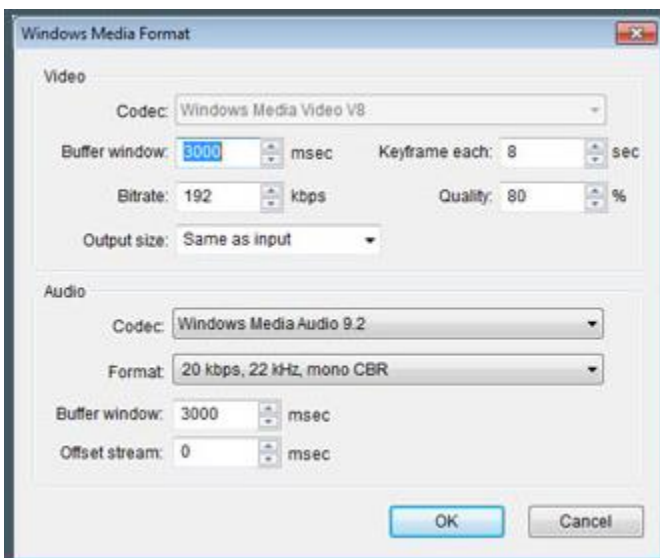 Windows Media Format
Video
Codec: Windows Media Video V8
Buffer window: 3000 msec Keyframe each: 8 sec
Bitrate: 192 kbps Quality: 80 %
Output size: Same as input
Audio
Codec: Windows Media Audio 9.2
Format: 20 kbps, 22 kHz, mono CBR
Buffer window: 3000 msec
Offset stream: 0 msec
OK Cancel